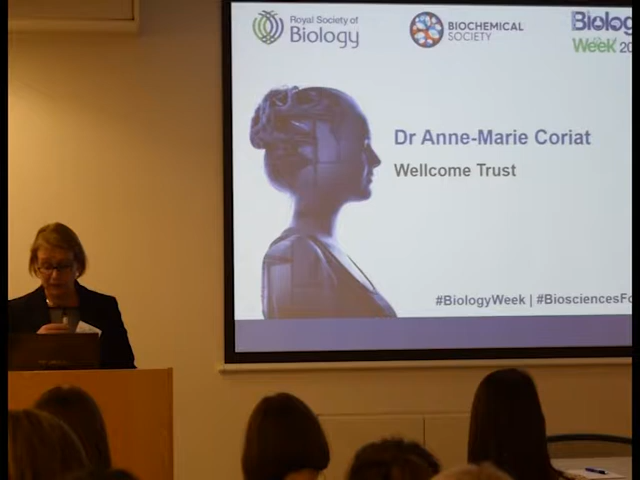 Royal Society of
Biology
BIOCHEMICAL
SOCIETY
Biolog
Week 20
Dr Anne-Marie Coriat
Wellcome Trust
#BiologyWeek | #BiosciencesFo